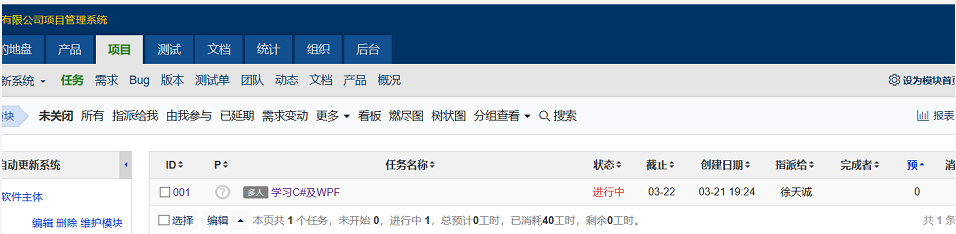 有限公司项目管理系统
的地盘 产品 项目 测试 文档 统计 组织 后台
新系统 任务 需求 Bug 版本 测试单 团队 动态 文档 产品 概况 设为模块首页
模块 未关闭 所有 指派给我 由我参与 已延期 需求变动 更多 看板 燃尽图 树状图 分组查看 搜索 报表
自动更新系统
ID P 任务名称 状态 截止 创建日期 指派给 完成者 预 消
软件主体
001 ? 多人 学习C#及WPF 进行中 03-22 03-21 19:24 徐天诚 0
编辑 删除 维护模块
选择 编辑 本页共 1 个任务，未开始 0，进行中 1，总预计0工时，已消耗40工时，剩余0工时。 共 1 条